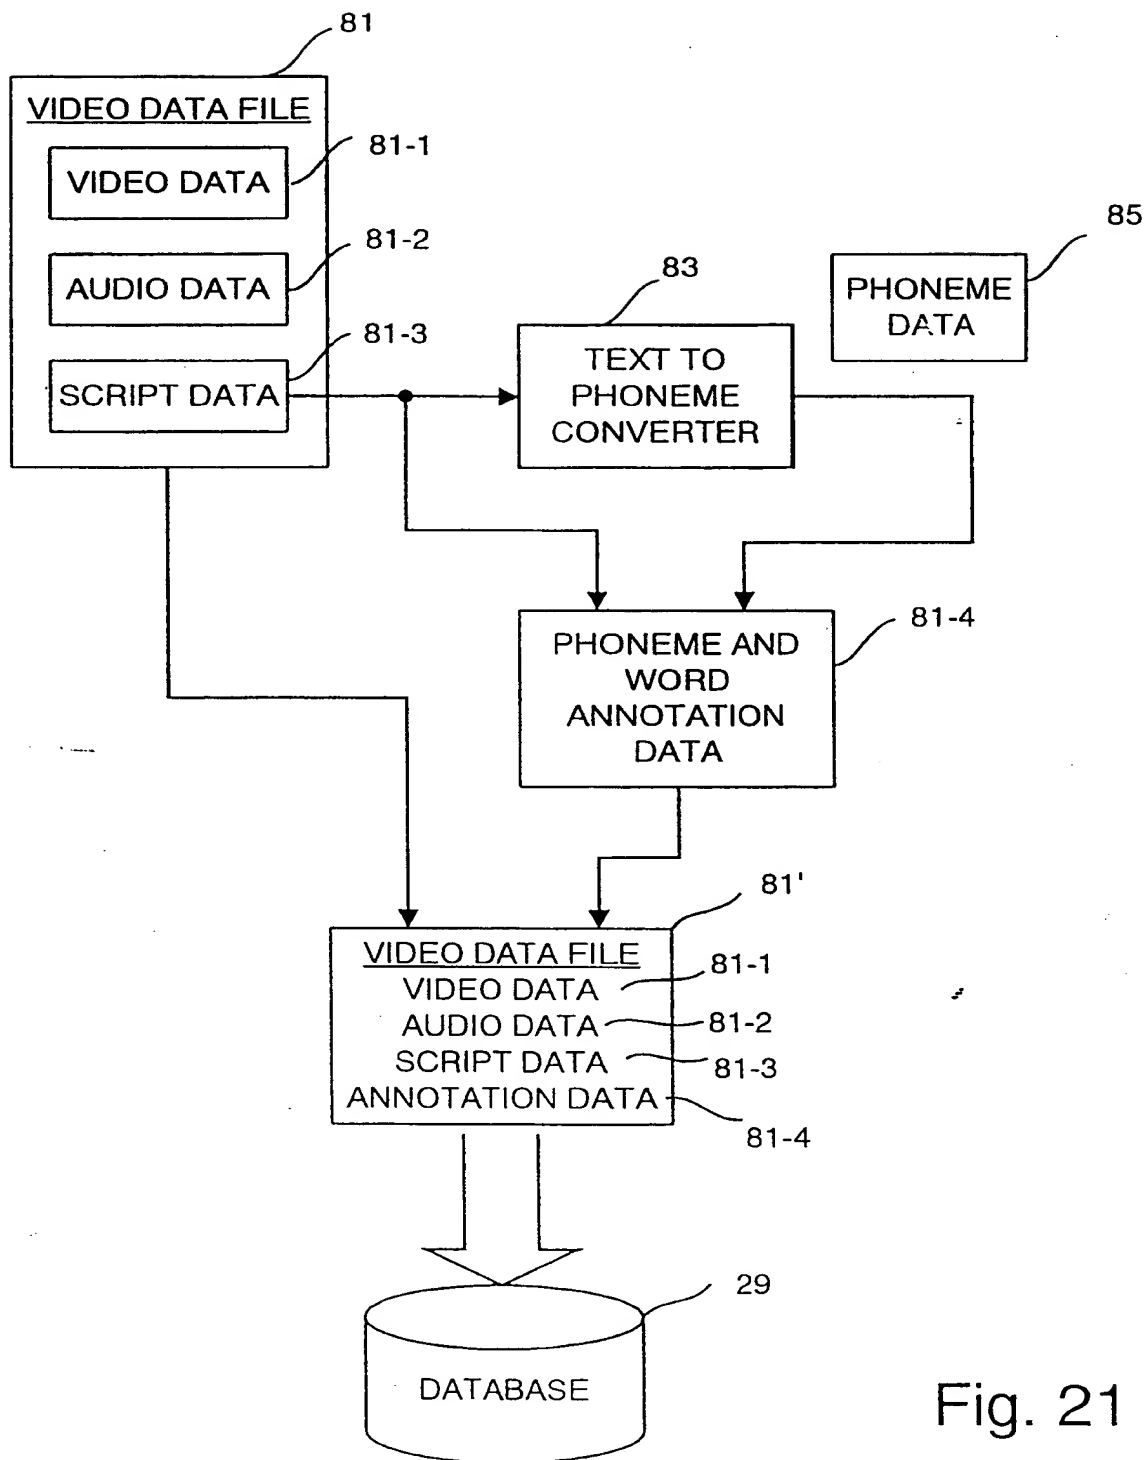 81
VIDEO DATA FILE
81-1
VIDEO DATA
81-2
AUDIO DATA
81-3
SCRIPT DATA
83
TEXT TO
PHONEME
CONVERTER
85
PHONEME
DATA
81-4
PHONEME AND
WORD
ANNOTATION
DATA
81'
VIDEO DATA FILE
VIDEO DATA 81-1
AUDIO DATA 81-2
SCRIPT DATA 81-3
ANNOTATION DATA
81-4
29
DATABASE
Fig. 21